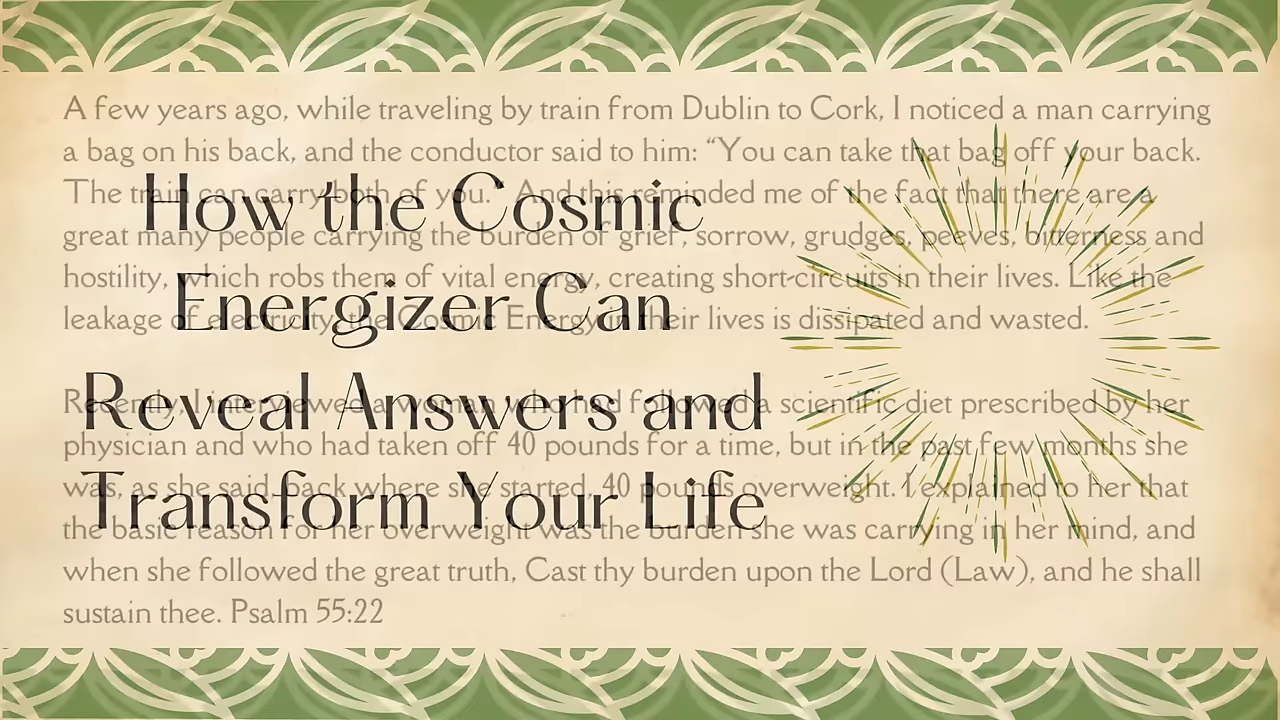 How the Cosmic
Energizer Can
Reveal Answers and
Transform Your Life
A few years ago, while traveling by train from Dublin to Cork, I noticed a man carrying
a bag on his back, and the conductor said to him: “You can take that bag off your back.
The train can carry both of you.” And this reminded me of the fact that there are a
great many people carrying the burden of grief, sorrow, grudges, peeves, bitterness and
hostility, which robs them of vital energy, creating short-circuits in their lives. Like the
leakage of electricity, the Cosmic Energy in their lives is dissipated and wasted.
Recently, I interviewed a woman who had followed a scientific diet prescribed by her
physician and who had taken off 40 pounds for a time, but in the past few months she
was, as she said, back where she started, 40 pounds overweight. I explained to her that
the basic reason for her overweight was the burden she was carrying in her mind, and
when she followed the great truth, Cast thy burden upon the Lord (Law), and he shall
sustain thee. Psalm 55:22